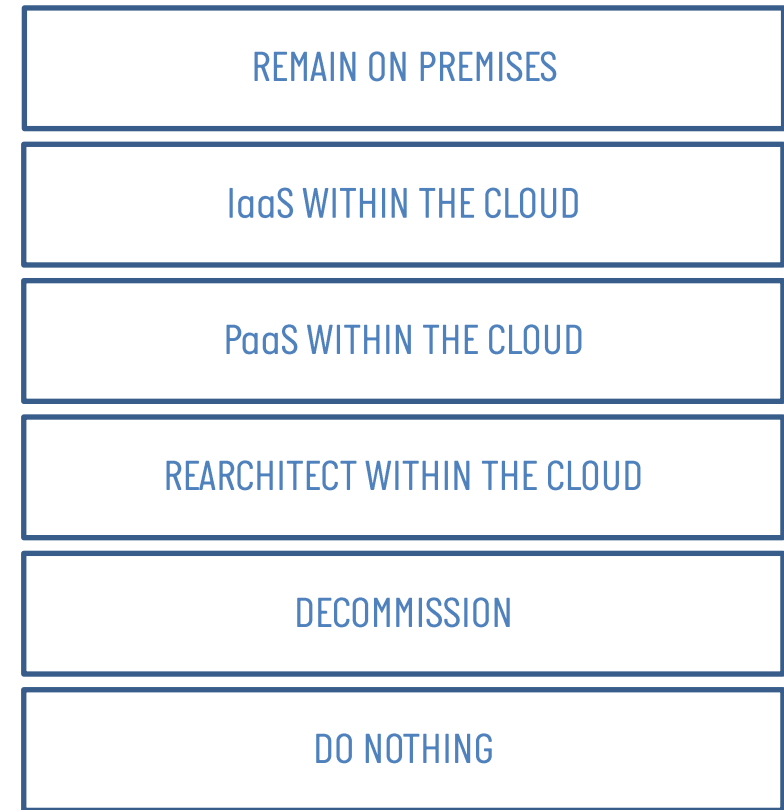 REMAIN ON PREMISES
IaaS WITHIN THE CLOUD
PaaS WITHIN THE CLOUD
REARCHITECT WITHIN THE CLOUD
DECOMMISSION
DO NOTHING